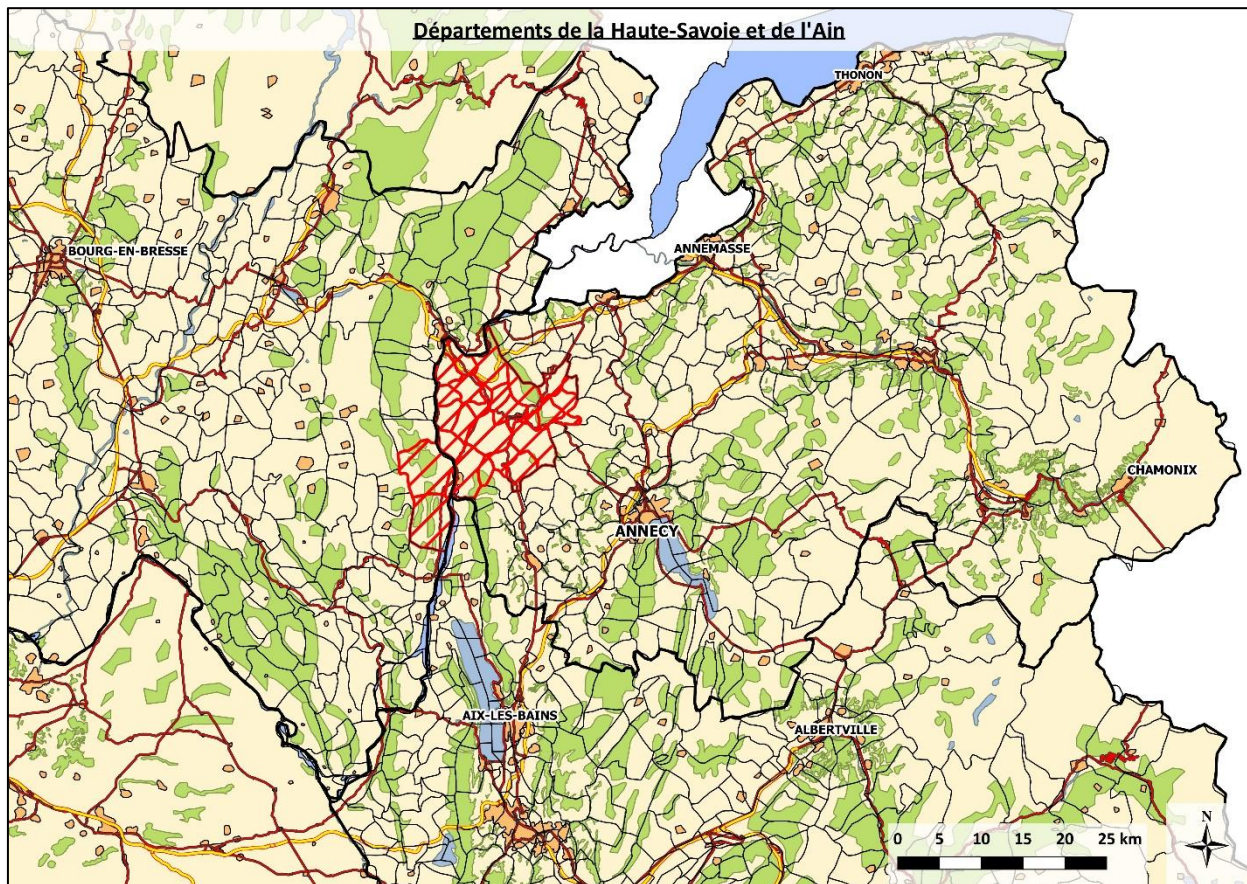 Départements de la Haute-Savoie et de l'Ain
THONON
BOURG-EN-BRESSE
ANNEMASSE
CHAMONIX
ANNECY
AIX-LES-BAINS
ALBERTVILLE
N
0 5 10 15 20 25 km